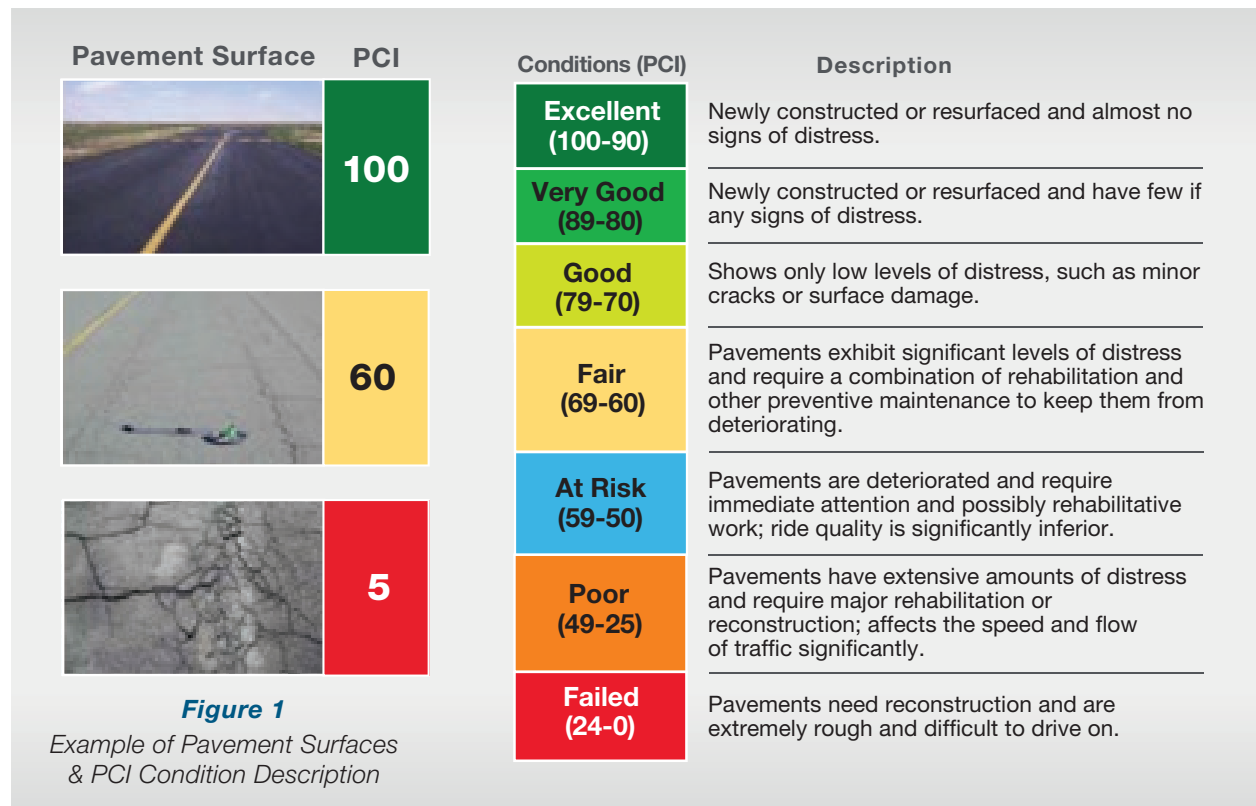 Pavement Surface PCI
100
60
5
Figure 1
Example of Pavement Surfaces
& PCI Condition Description
Conditions (PCI) Description
Excellent
(100-90)
Newly constructed or resurfaced and almost no
signs of distress.
Very Good
(89-80)
Newly constructed or resurfaced and have few if
any signs of distress.
Good
(79-70)
Shows only low levels of distress, such as minor
cracks or surface damage.
Fair
(69-60)
Pavements exhibit significant levels of distress
and require a combination of rehabilitation and
other preventive maintenance to keep them from
deteriorating.
At Risk
(59-50)
Pavements are deteriorated and require
immediate attention and possibly rehabilitative
work; ride quality is significantly inferior.
Poor
(49-25)
Pavements have extensive amounts of distress
and require major rehabilitation or
reconstruction; affects the speed and flow
of traffic significantly.
Failed
(24-0)
Pavements need reconstruction and are
extremely rough and difficult to drive on.